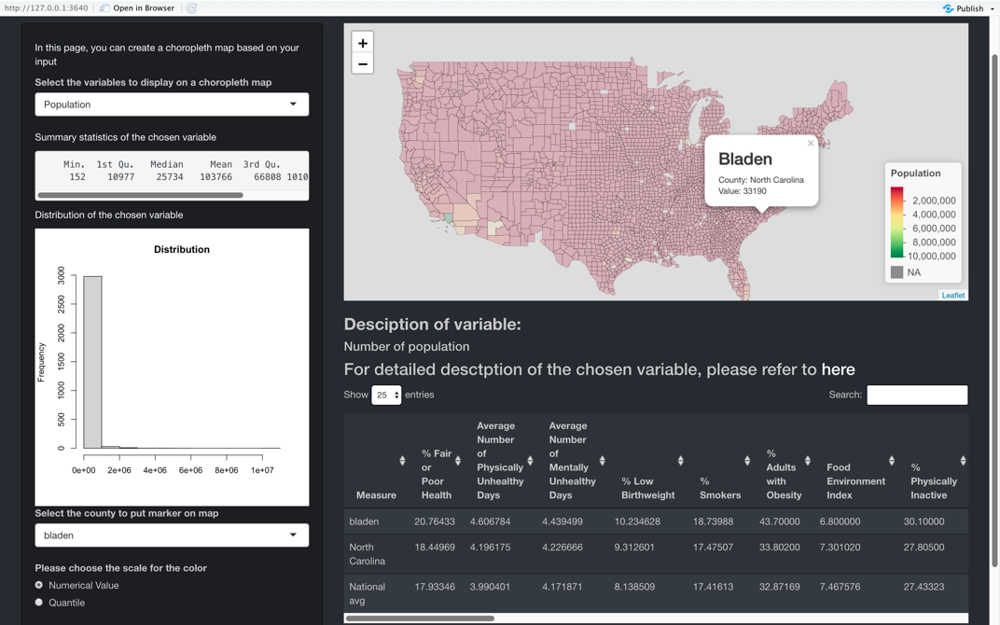 http://127.0.0.1:3640
Open in Browser
Publish
In this page, you can create a choropleth map based on your
input
Select the variables to display on a choropleth map
Population
Summary statistics of the chosen variable
Min. 1st Qu. Median Mean 3rd Qu.
152 10977 25734 103766 66808 1010
Distribution of the chosen variable
Distribution
Frequency
3000
2500
2000
1500
1000
500
0
0e+00 2e+06 4e+06 6e+06 8e+06 1e+07
Select the county to put marker on map
bladen
Please choose the scale for the color
Numerical Value
Quantile
+
−
×
Bladen
County: North Carolina
Value: 33190
Population
2,000,000
4,000,000
6,000,000
8,000,000
10,000,000
NA
Leaflet
Desciption of variable:
Number of population
For detailed desctption of the chosen variable, please refer to here
Show 25 entries
Search:
Measure
% Fair
or
Poor
Health
Average
Number
of
Physically
Unhealthy
Days
Average
Number
of
Mentally
Unhealthy
Days
% Low
Birthweight
%
Smokers
%
Adults
with
Obesity
Food
Environment
Index
%
Physically
Inactive
bladen 20.76433 4.606784 4.439499 10.234628 18.73988 43.70000 6.800000 30.10000
North
Carolina 18.44969 4.196175 4.226666 9.312601 17.47507 33.80200 7.301020 27.80500
National
avg 17.93346 3.990401 4.171871 8.138509 17.41613 32.87169 7.467576 27.43323